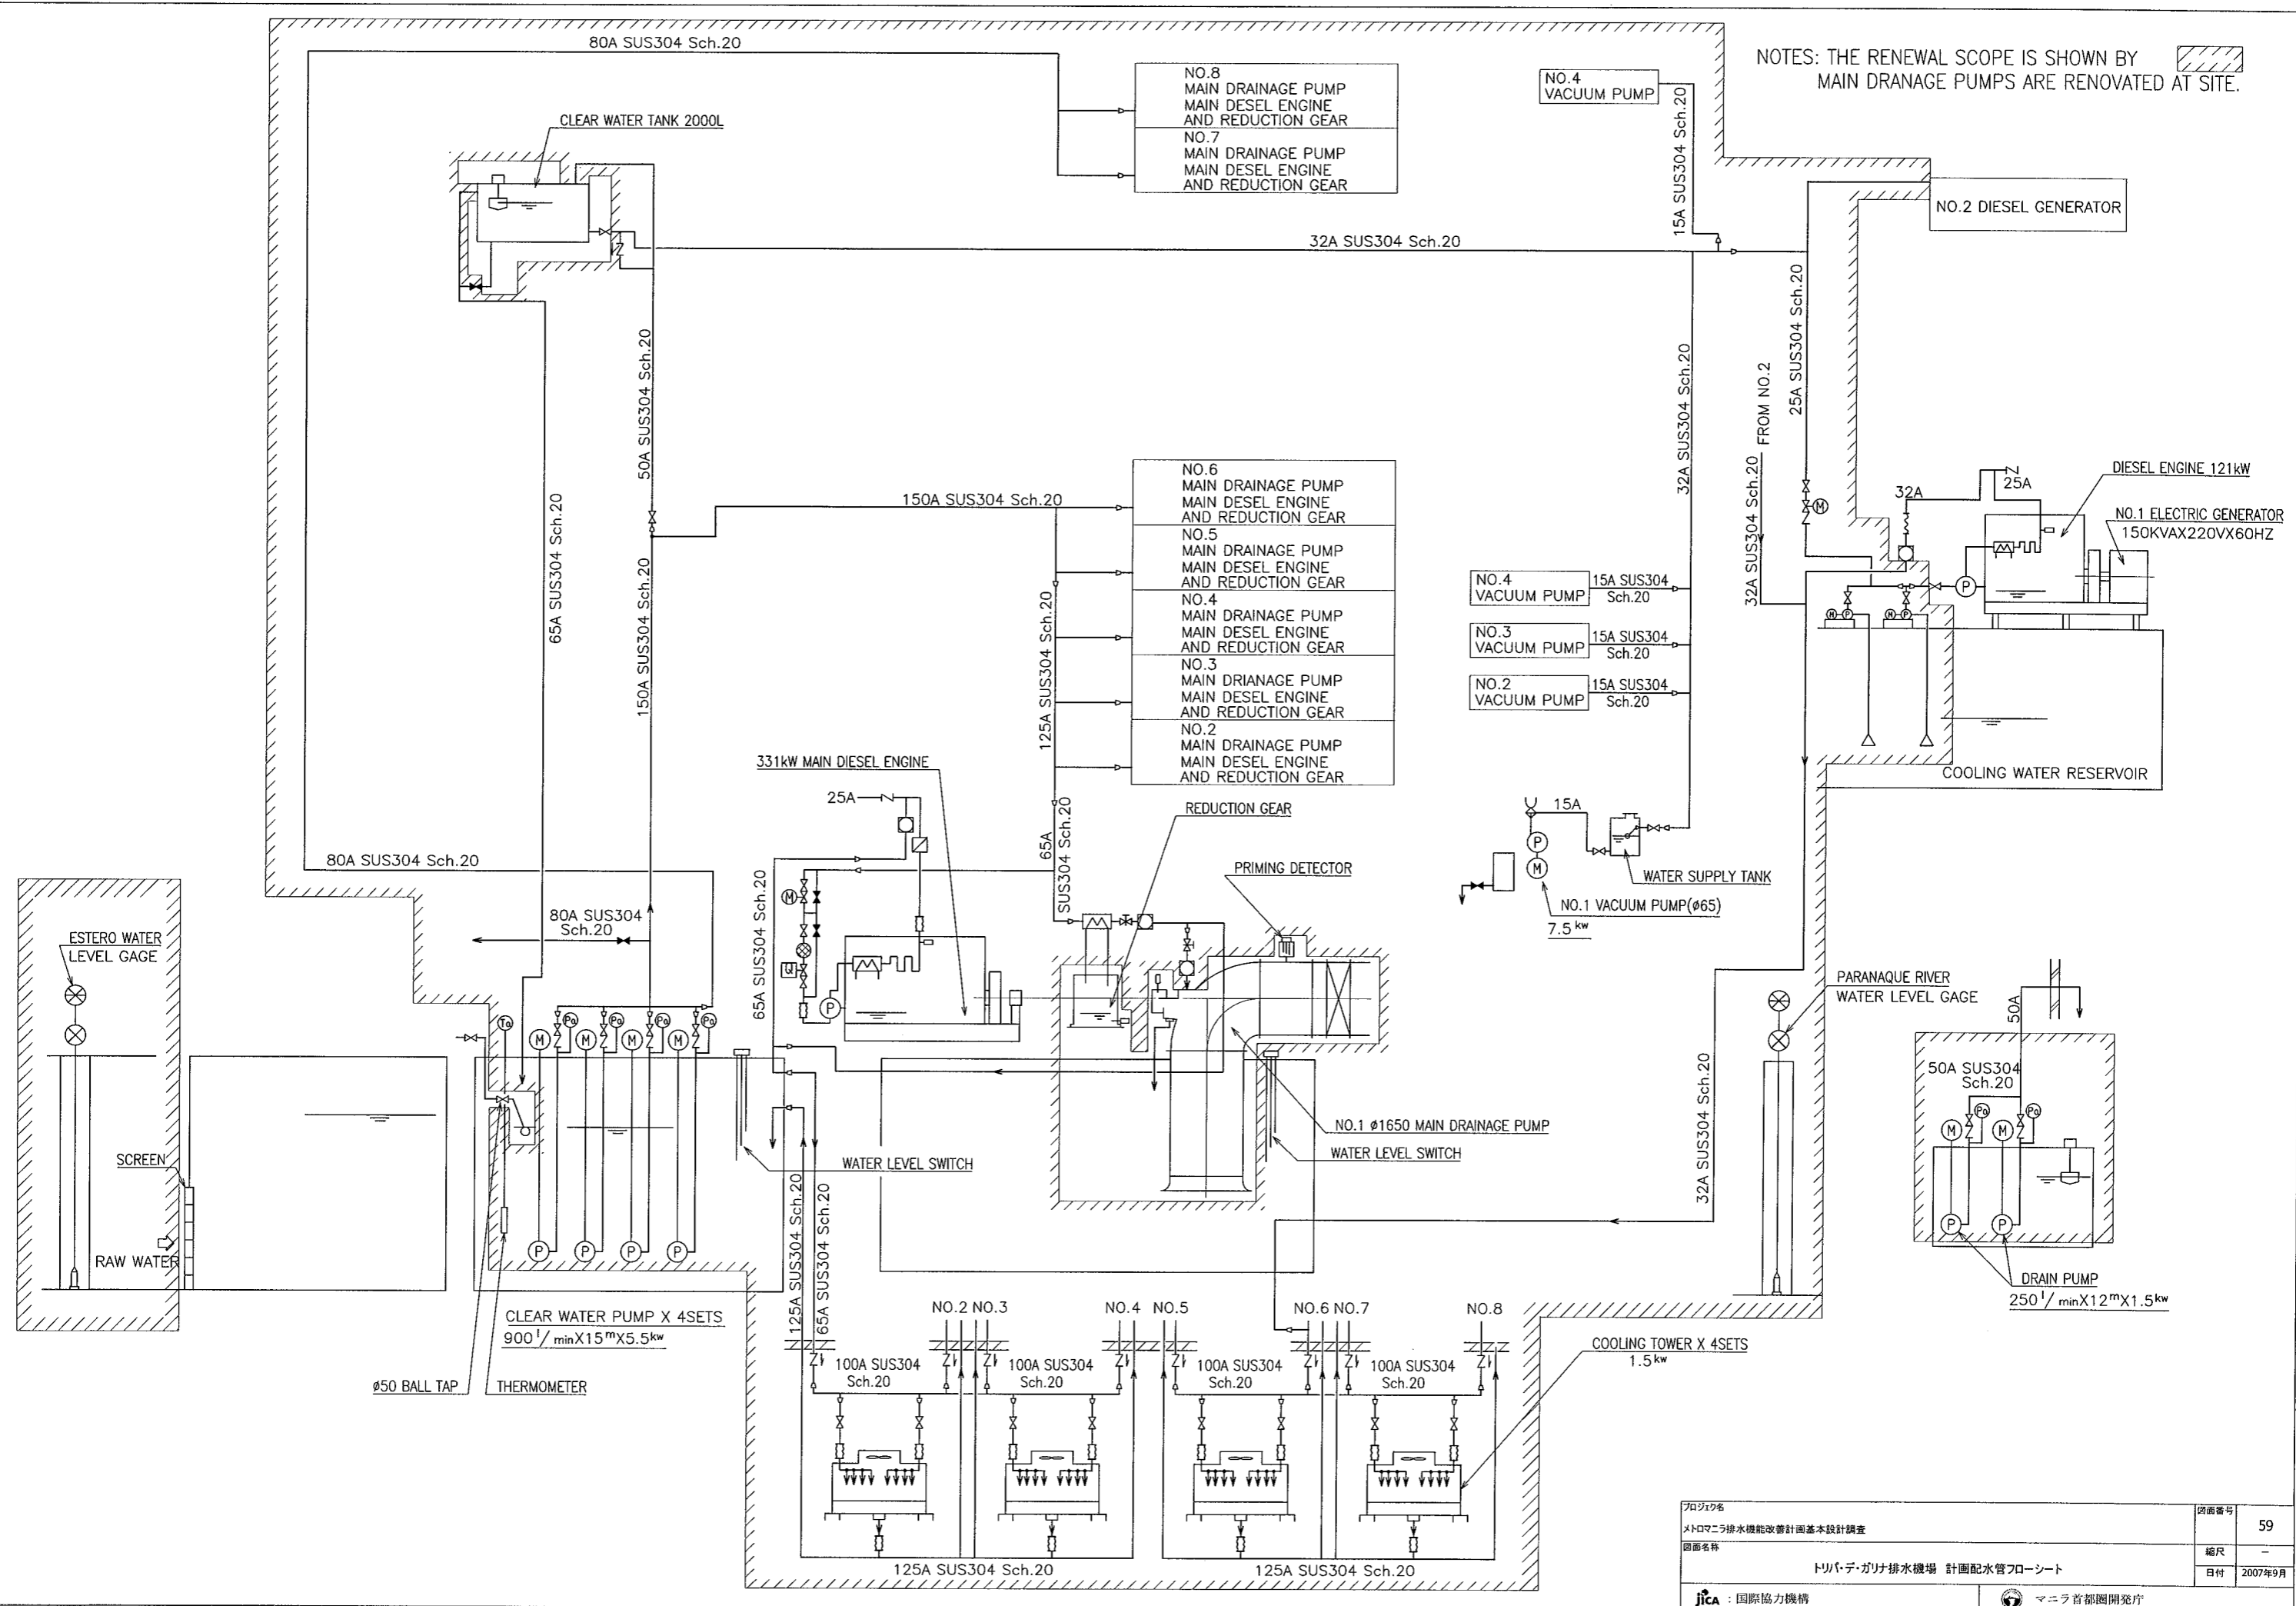 80A SUS304 Sch.20
NOTES: THE RENEWAL SCOPE IS SHOWN BY
MAIN DRANAGE PUMPS ARE RENOVATED AT SITE.
NO.8
MAIN DRAINAGE PUMP
MAIN DESEL ENGINE
AND REDUCTION GEAR
NO.7
MAIN DRAINAGE PUMP
MAIN DESEL ENGINE
AND REDUCTION GEAR
NO.4
VACUUM PUMP
15A SUS304 Sch.20
CLEAR WATER TANK 2000L
NO.2 DIESEL GENERATOR
32A SUS304 Sch.20
25A SUS304 Sch.20
50A SUS304 Sch.20
65A SUS304 Sch.20
150A SUS304 Sch.20
150A SUS304 Sch.20
NO.6
MAIN DRAINAGE PUMP
MAIN DESEL ENGINE
AND REDUCTION GEAR
NO.5
MAIN DRAINAGE PUMP
MAIN DESEL ENGINE
AND REDUCTION GEAR
NO.4
MAIN DRAINAGE PUMP
MAIN DESEL ENGINE
AND REDUCTION GEAR
NO.3
MAIN DRIANAGE PUMP
MAIN DESEL ENGINE
AND REDUCTION GEAR
NO.2
MAIN DRAINAGE PUMP
MAIN DESEL ENGINE
AND REDUCTION GEAR
125A SUS304 Sch.20
32A SUS304 Sch.20
32A SUS304 Sch.20 FROM NO.2
NO.4
VACUUM PUMP
15A SUS304
Sch.20
NO.3
VACUUM PUMP
15A SUS304
Sch.20
NO.2
VACUUM PUMP
15A SUS304
Sch.20
M
32A
25A
DIESEL ENGINE 121kW
NO.1 ELECTRIC GENERATOR
150KVAX220VX60HZ
P
M P
M P
COOLING WATER RESERVOIR
331kW MAIN DIESEL ENGINE
25A
65A
SUS304 Sch.20
REDUCTION GEAR
PRIMING DETECTOR
15A
P
M
WATER SUPPLY TANK
NO.1 VACUUM PUMP(ø65)
7.5kw
80A SUS304 Sch.20
80A SUS304
Sch.20
65A SUS304 Sch.20
M
Q
P
ESTERO WATER
LEVEL GAGE
SCREEN
RAW WATER
Ta
M Pa M Pa M Pa M Pa
P P P P
CLEAR WATER PUMP X 4SETS
900 l/minX15mX5.5kw
ø50 BALL TAP
THERMOMETER
WATER LEVEL SWITCH
125A SUS304 Sch.20
65A SUS304 Sch.20
NO.1 ø1650 MAIN DRAINAGE PUMP
WATER LEVEL SWITCH
32A SUS304 Sch.20
PARANAQUE RIVER
WATER LEVEL GAGE
50A
50A SUS304
Sch.20
M Pa M Pa
P P
DRAIN PUMP
250 l/minX12mX1.5kw
NO.2 NO.3 NO.4 NO.5 NO.6 NO.7 NO.8
100A SUS304
Sch.20
100A SUS304
Sch.20
100A SUS304
Sch.20
100A SUS304
Sch.20
COOLING TOWER X 4SETS
1.5kw
125A SUS304 Sch.20
125A SUS304 Sch.20
プロジェクト名
メトロマニラ排水機能改善計画基本設計調査
図面番号
59
図面名称
トリパ・デ・ガリナ排水機場 計画配水管フローシート
縮尺
－
日付
2007年9月
jICA : 国際協力機構
マニラ首都圏開発庁